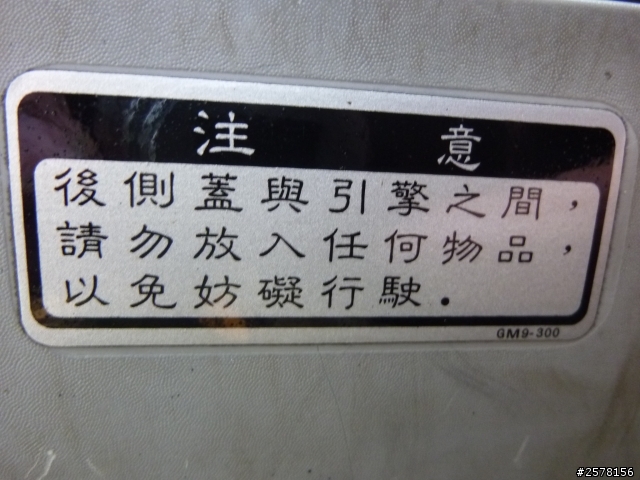 注意
後側蓋與引擎之間，
請勿放入任何物品，
以免妨礙行駛.
GM9-300
#2578156